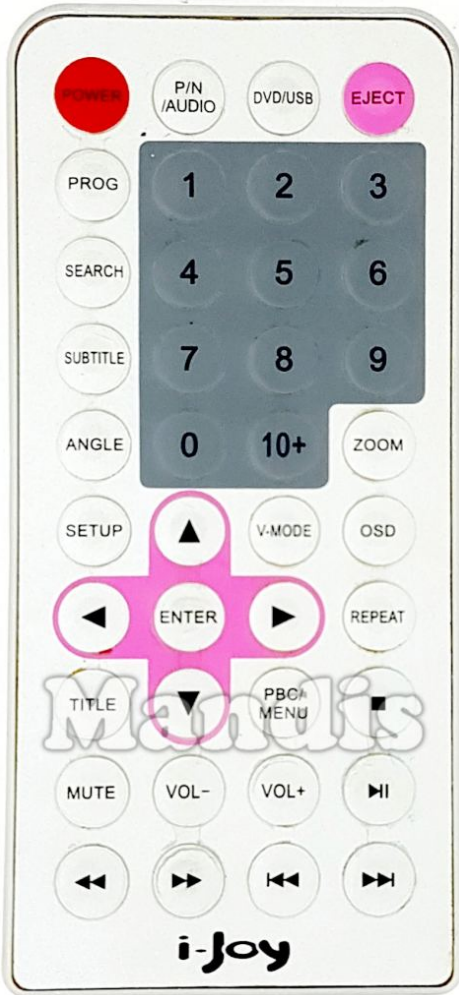 POWER
P/N
/AUDIO
DVD/USB
EJECT
PROG
1
2
3
SEARCH
4
5
6
SUBTITLE
7
8
9
ANGLE
0
10+
ZOOM
SETUP
▲
V-MODE
OSD
◀
ENTER
▶
REPEAT
TITLE
▼
PBC/
MENU
■
Mandis
MUTE
VOL-
VOL+
i-Joy